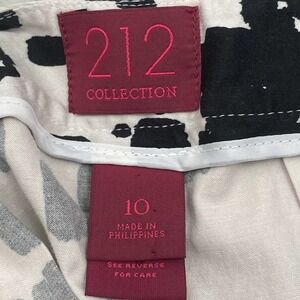 212
COLLECTION
10
MADE IN
PHILIPPINES
SEE REVERSE
FOR CARE